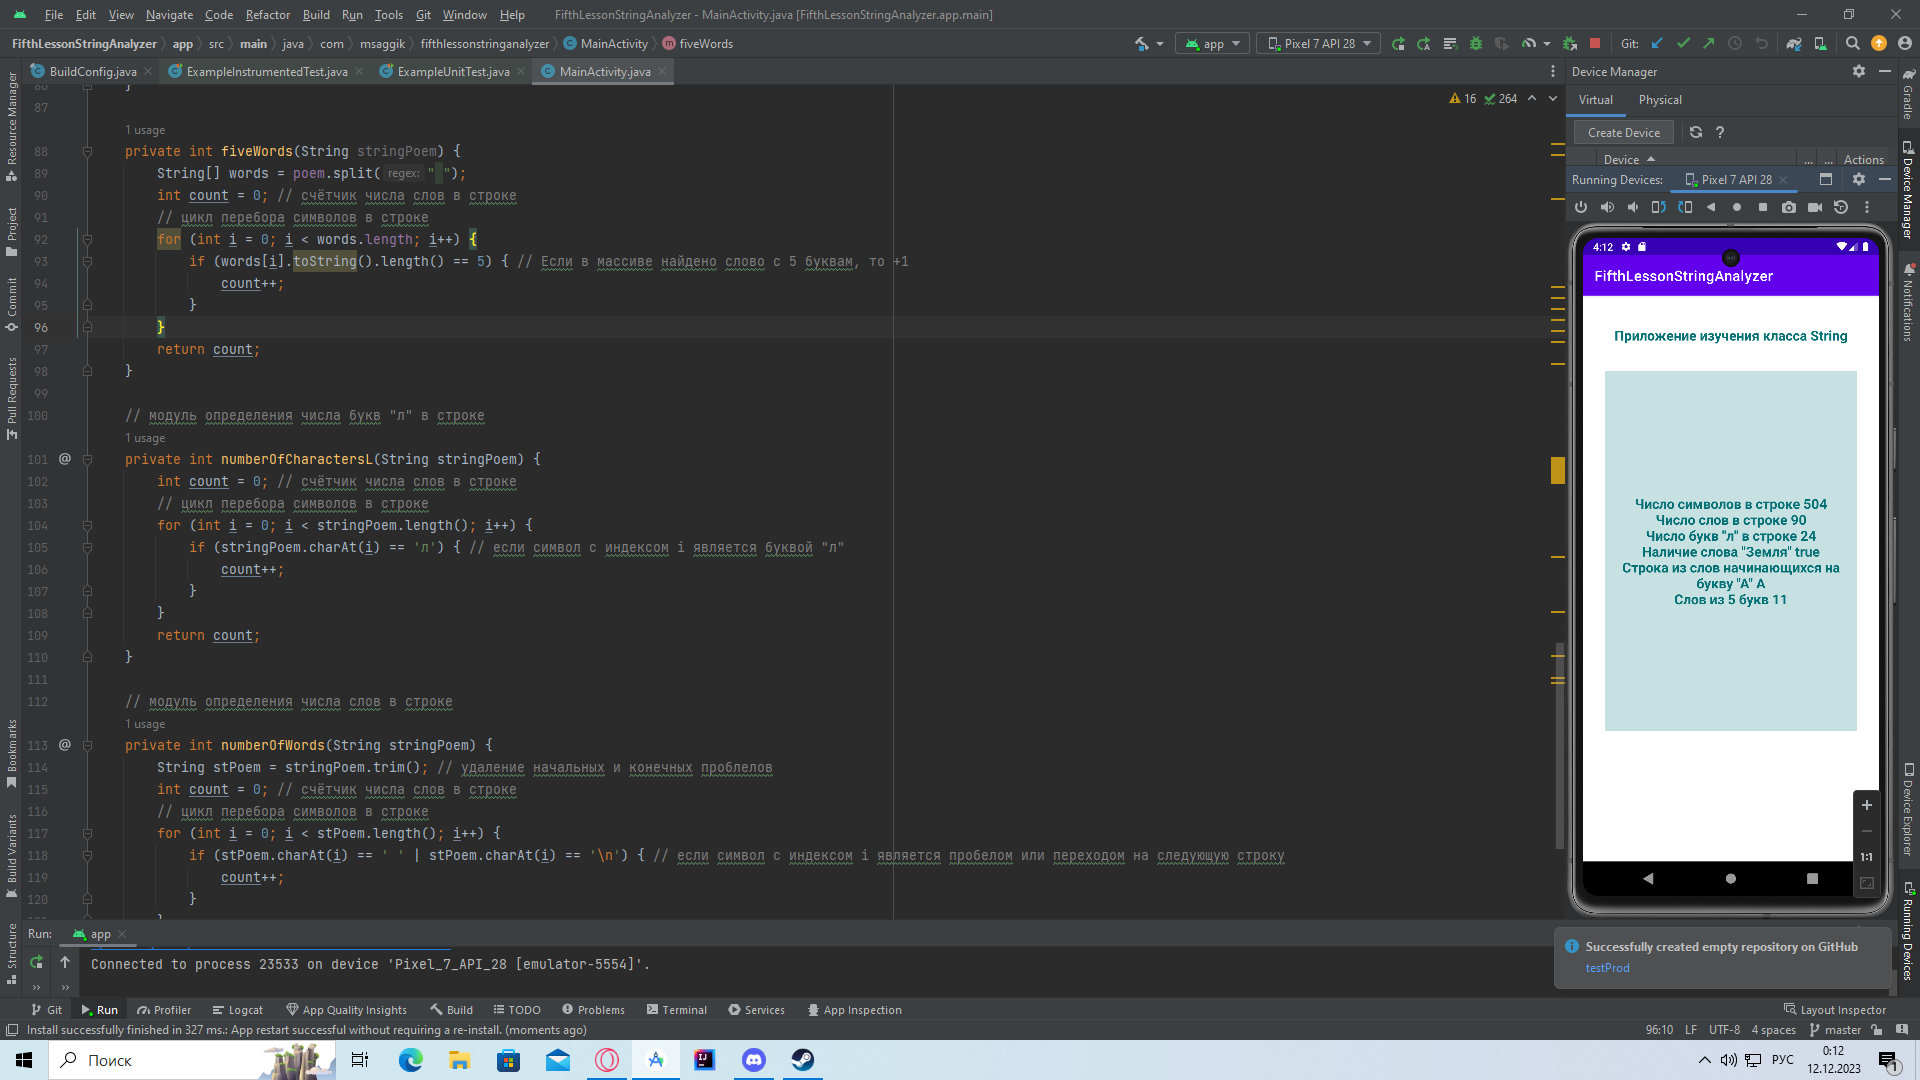 File Edit View Navigate Code Refactor Build Run Tools Git Window Help FifthLessonStringAnalyzer - MainActivity.java [FifthLessonStringAnalyzer.app.main]
FifthLessonStringAnalyzer app src main java com msaggik fifthlessonstringanalyzer MainActivity fiveWords app Pixel 7 API 28 Git:
BuildConfig.java ExampleInstrumentedTest.java ExampleUnitTest.java MainActivity.java
16 264
86 }
87
1 usage
88 private int fiveWords(String stringPoem) {
89 String[] words = poem.split( regex: " ");
90 int count = 0; // счётчик числа слов в строке
91 // цикл перебора символов в строке
92 for (int i = 0; i < words.length; i++) {
93 if (words[i].toString().length() == 5) { // Если в массиве найдено слово с 5 буквам, то +1
94 count++;
95 }
96 }
97 return count;
98 }
99
100 // модуль определения числа букв "л" в строке
1 usage
101 @ private int numberOfCharactersL(String stringPoem) {
102 int count = 0; // счётчик числа слов в строке
103 // цикл перебора символов в строке
104 for (int i = 0; i < stringPoem.length(); i++) {
105 if (stringPoem.charAt(i) == 'л') { // если символ с индексом i является буквой "л"
106 count++;
107 }
108 }
109 return count;
110 }
111
112 // модуль определения числа слов в строке
1 usage
113 @ private int numberOfWords(String stringPoem) {
114 String stPoem = stringPoem.trim(); // удаление начальных и конечных проблелов
115 int count = 0; // счётчик числа слов в строке
116 // цикл перебора символов в строке
117 for (int i = 0; i < stPoem.length(); i++) {
118 if (stPoem.charAt(i) == ' ' | stPoem.charAt(i) == '\n') { // если символ с индексом i является пробелом или переходом на следующую строку
119 count++;
120 }
Resource Manager
Project
Commit
Pull Requests
Bookmarks
Build Variants
Structure
Device Manager
Virtual Physical
Create Device ?
Device ... ... Actions
Running Devices: Pixel 7 API 28
4:12
FifthLessonStringAnalyzer
Приложение изучения класса String
Число символов в строке 504
Число слов в строке 90
Число букв "л" в строке 24
Наличие слова "Земля" true
Строка из слов начинающихся на
букву "А" А
Слов из 5 букв 11
1:1
Gradle
Device Manager
Notifications
Device Explorer
Running Devices
Successfully created empty repository on GitHub
testProd
Run: app
Connected to process 23533 on device 'Pixel_7_API_28 [emulator-5554]'.
Git Run Profiler Logcat App Quality Insights Build TODO Problems Terminal Services App Inspection Layout Inspector
Install successfully finished in 327 ms.: App restart successful without requiring a re-install. (moments ago) 96:10 LF UTF-8 4 spaces master
Поиск РУС 0:12
12.12.2023 1